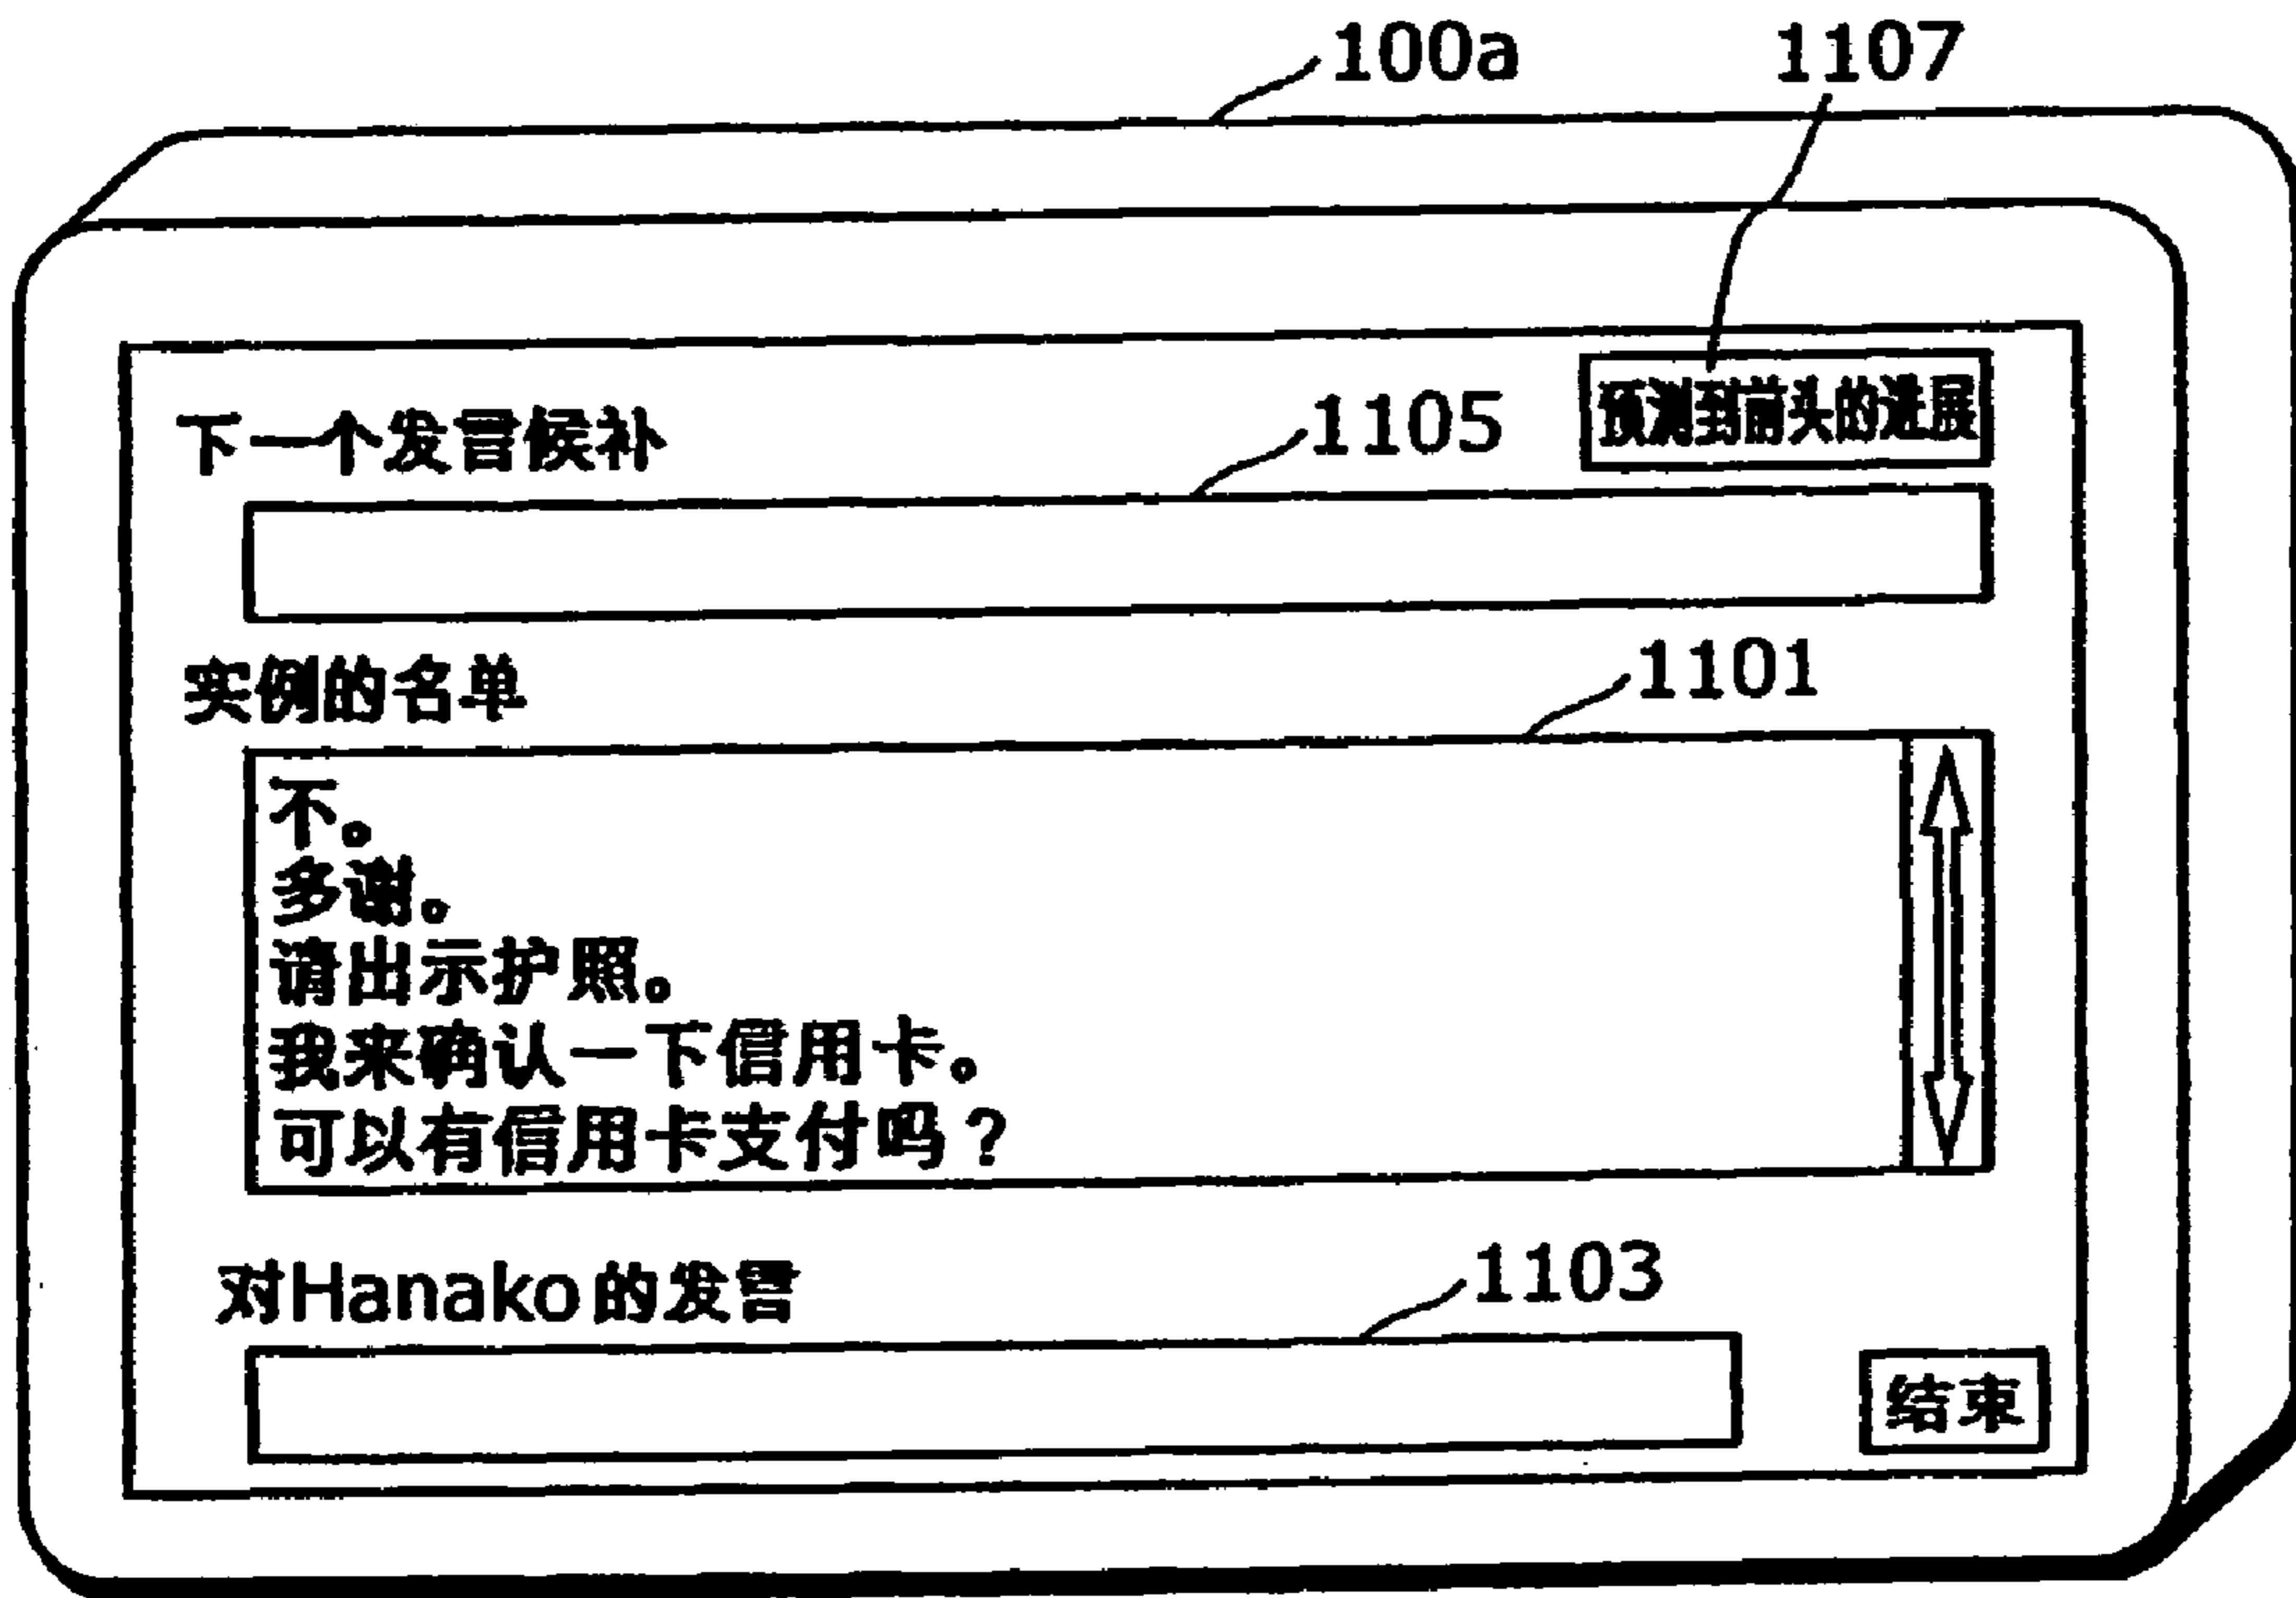 100a
1107
预测到前头的进展
下一个发言候补
1105
实例的名单
1101
不。
多谢。
请出示护照。
我来确认一下信用卡。
可以有信用卡支付吗？
对Hanako的发言
1103
结束